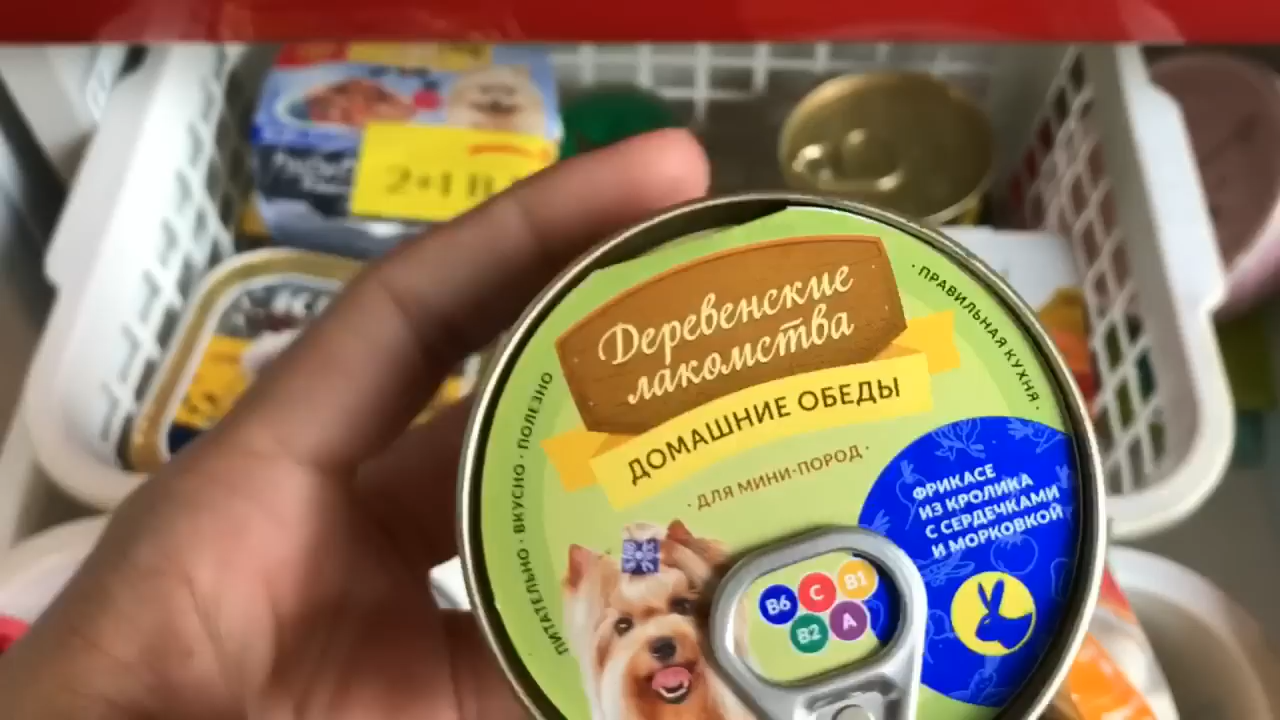 Деревенские
лакомства
ДОМАШНИЕ ОБЕДЫ
· ДЛЯ МИНИ-ПОРОД ·
· ПРАВИЛЬНАЯ КУХНЯ ·
ПИТАТЕЛЬНО · ВКУСНО · ПОЛЕЗНО
ФРИКАСЕ
ИЗ КРОЛИКА
С СЕРДЕЧКАМИ
И МОРКОВКОЙ
B6 C B1
B2 A
2+1